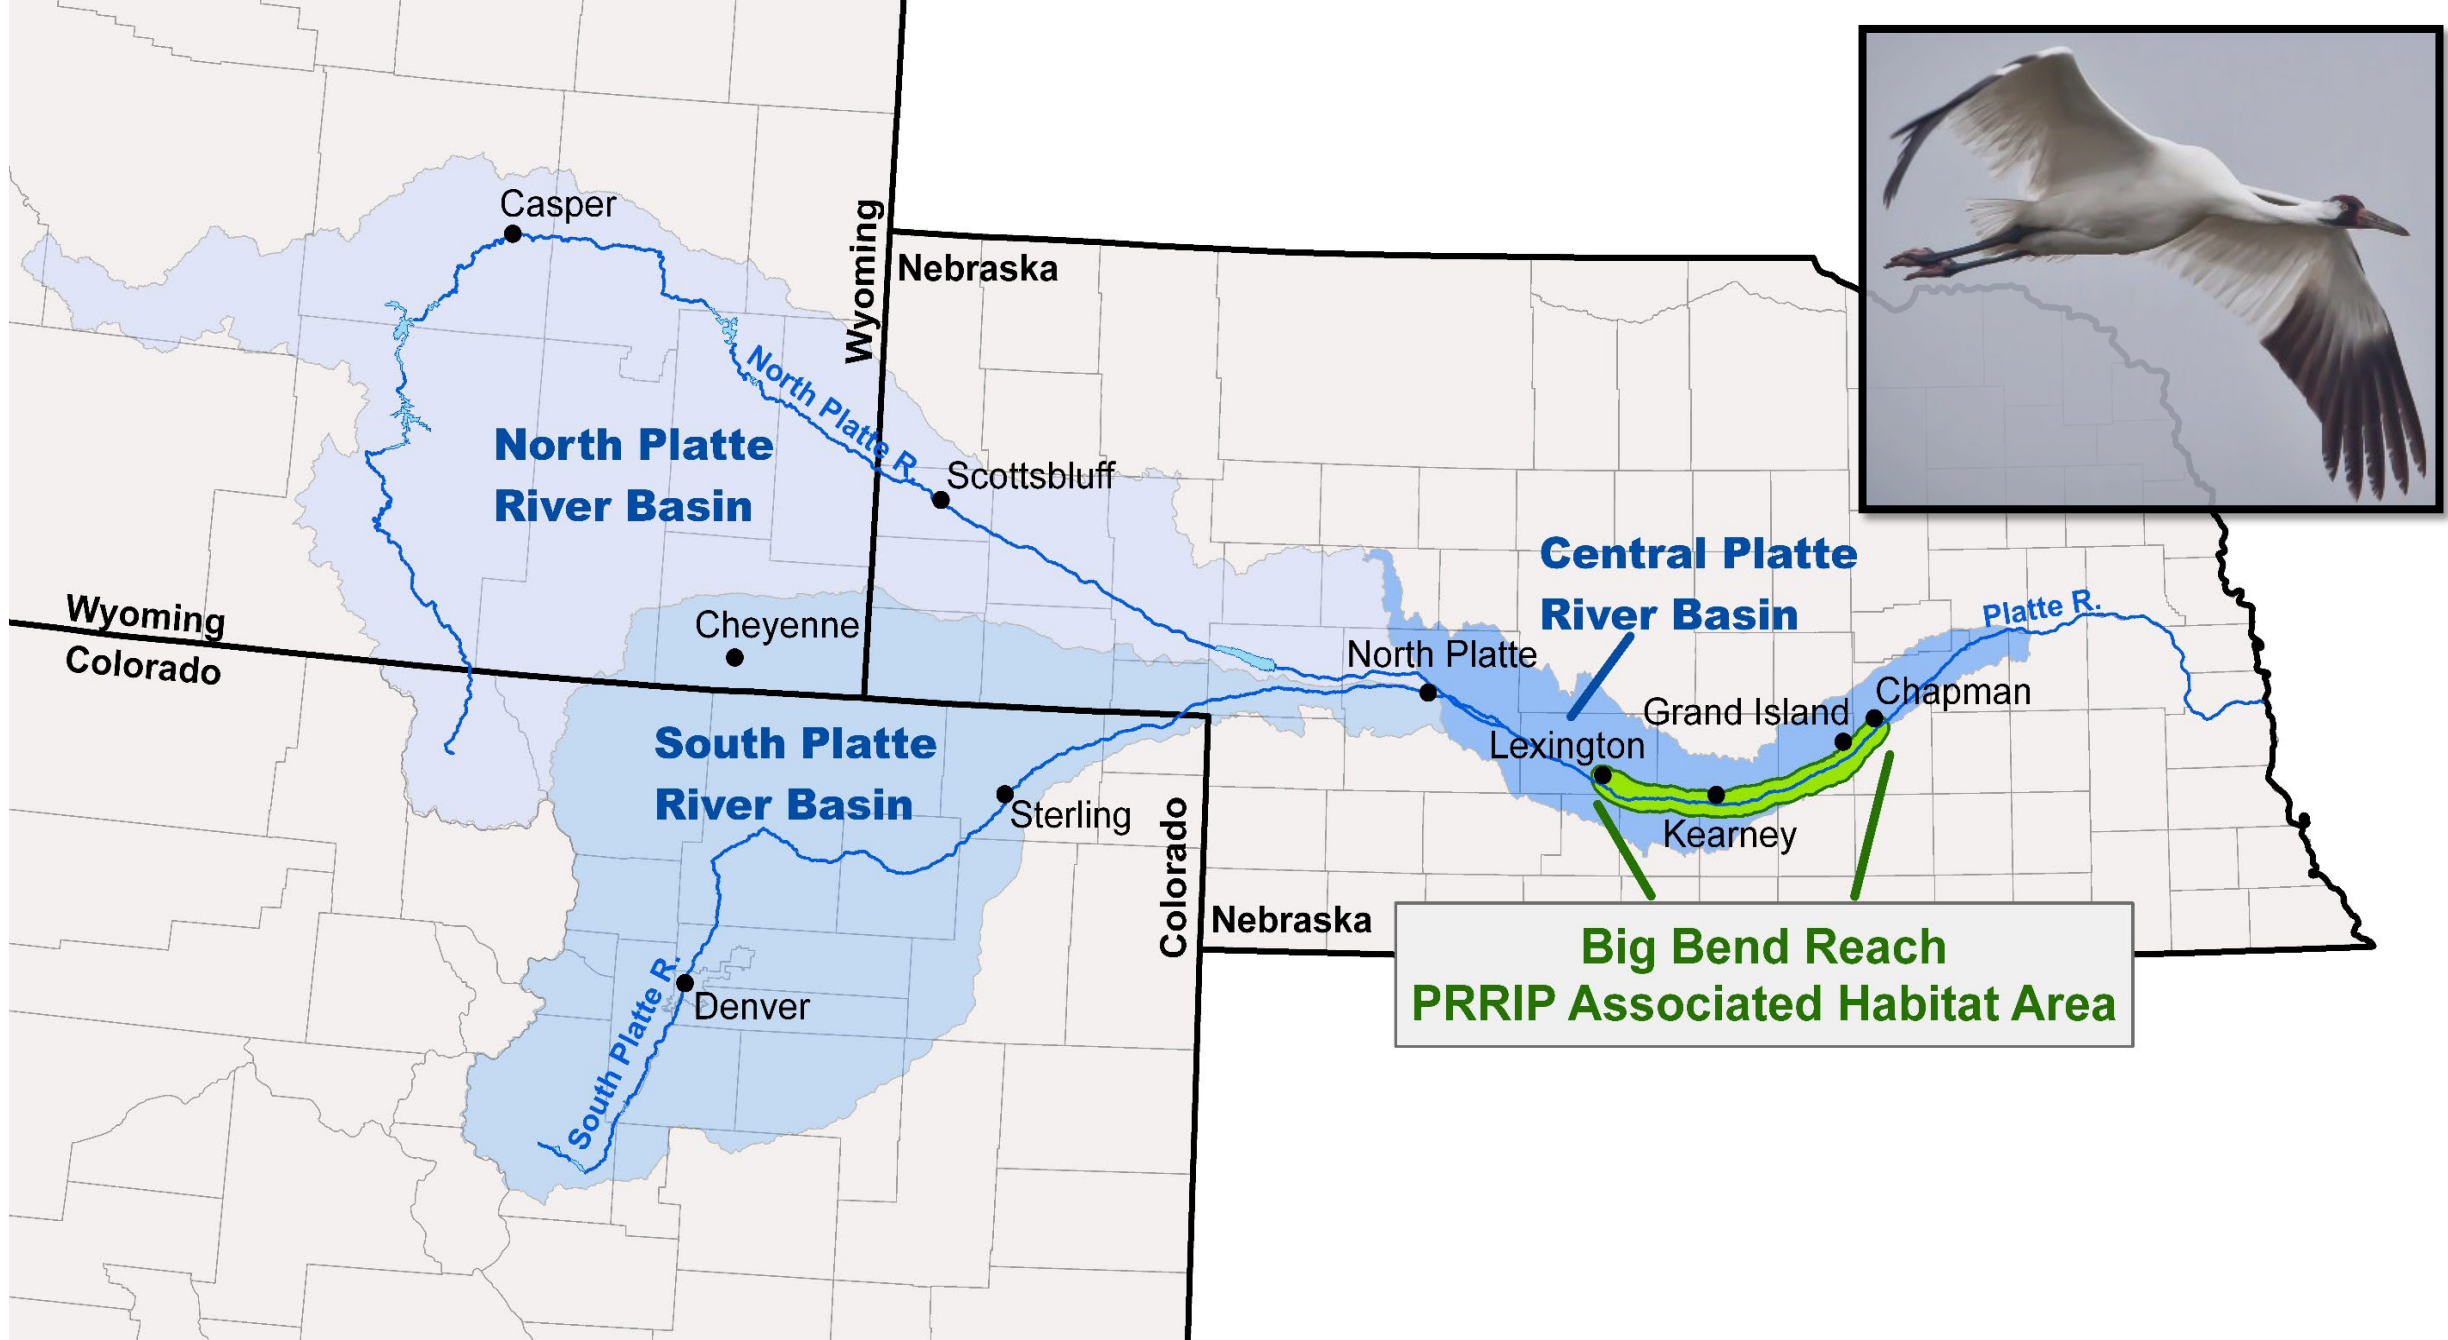 Casper
Wyoming
Nebraska
North Platte R.
North Platte
River Basin
Scottsbluff
Central Platte
River Basin
Platte R.
Wyoming
Colorado
Cheyenne
North Platte
Chapman
Grand Island
Lexington
South Platte
River Basin
Sterling
Kearney
Colorado
Nebraska
Big Bend Reach
PRRIP Associated Habitat Area
South Platte R.
Denver